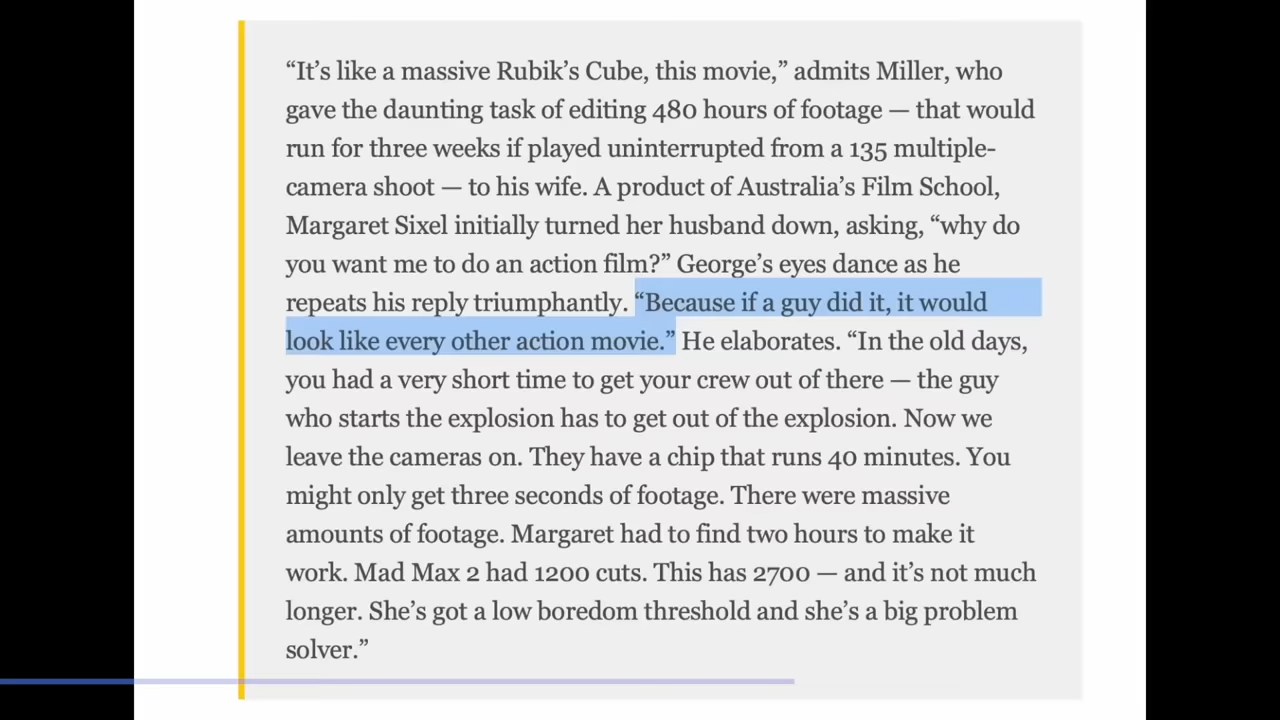 “It’s like a massive Rubik’s Cube, this movie,” admits Miller, who
gave the daunting task of editing 480 hours of footage — that would
run for three weeks if played uninterrupted from a 135 multiple-
camera shoot — to his wife. A product of Australia’s Film School,
Margaret Sixel initially turned her husband down, asking, “why do
you want me to do an action film?” George’s eyes dance as he
repeats his reply triumphantly. “Because if a guy did it, it would
look like every other action movie.” He elaborates. “In the old days,
you had a very short time to get your crew out of there — the guy
who starts the explosion has to get out of the explosion. Now we
leave the cameras on. They have a chip that runs 40 minutes. You
might only get three seconds of footage. There were massive
amounts of footage. Margaret had to find two hours to make it
work. Mad Max 2 had 1200 cuts. This has 2700 — and it’s not much
longer. She’s got a low boredom threshold and she’s a big problem
solver.”